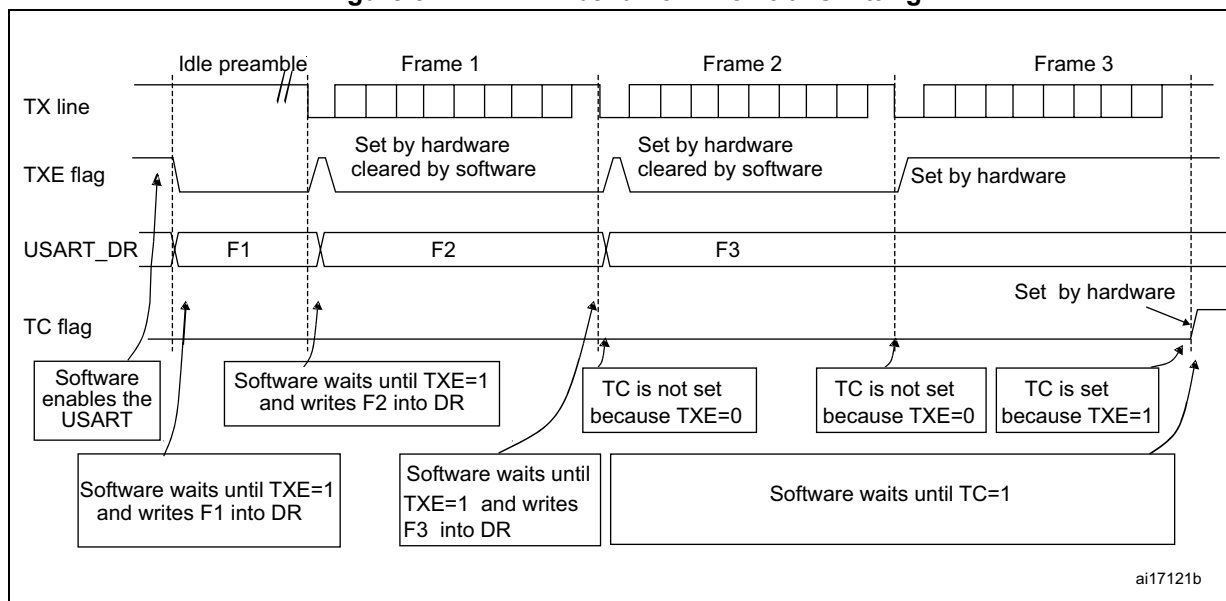 Idle preamble
Frame 1
Frame 2
Frame 3
TX line
TXE flag
Set by hardware
cleared by software
Set by hardware
cleared by software
Set by hardware
USART_DR
F1
F2
F3
TC flag
Set by hardware
Software
enables the
USART
Software waits until TXE=1
and writes F2 into DR
TC is not set
because TXE=0
TC is not set
because TXE=0
TC is set
because TXE=1
Software waits until TXE=1
and writes F1 into DR
Software waits until
TXE=1 and writes
F3 into DR
Software waits until TC=1
ai17121b